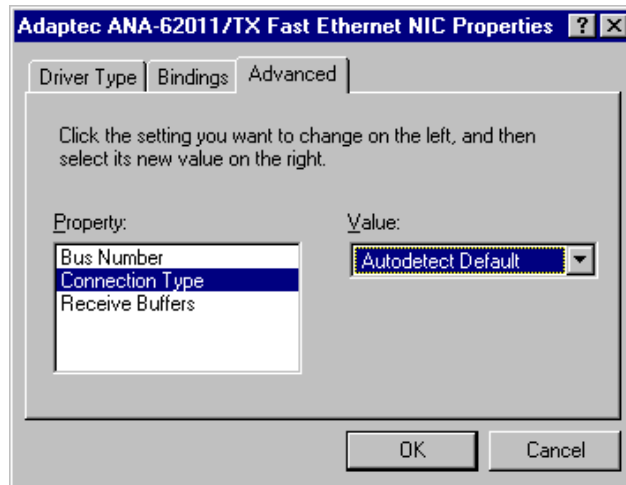 Adaptec ANA-62011/TX Fast Ethernet NIC Properties
Driver Type Bindings Advanced
Click the setting you want to change on the left, and then
select its new value on the right.
Property: Value:
Bus Number Autodetect Default
Connection Type
Receive Buffers
OK Cancel